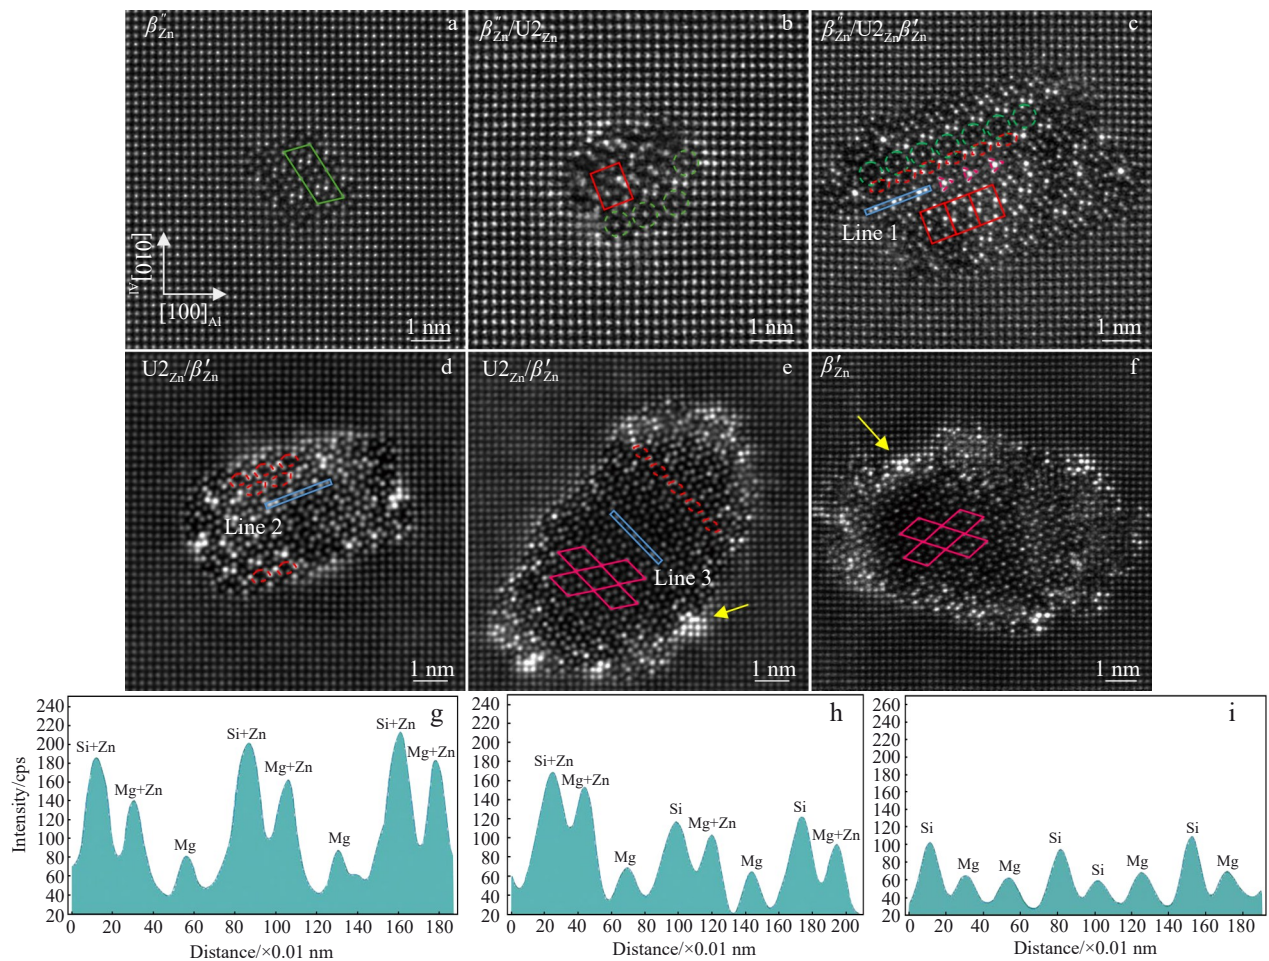 β″Zn a
β″Zn/U2Zn b
β″Zn/U2Znβ′Zn c
[010]Al
[100]Al
Line 1
1 nm
1 nm
1 nm
U2Zn/β′Zn d
U2Zn/β′Zn e
β′Zn f
Line 2
Line 3
1 nm
1 nm
1 nm
g
240
220
200
180
160
140
120
100
80
60
40
20
Intensity/cps
Si+Zn
Mg+Zn
Mg
Si+Zn
Mg+Zn
Mg
Si+Zn
Mg+Zn
0 20 40 60 80 100 120 140 160 180
Distance/×0.01 nm
h
240
220
200
180
160
140
120
100
80
60
40
20
Si+Zn
Mg+Zn
Mg
Si
Mg+Zn
Mg
Si
Mg+Zn
0 20 40 60 80 100 120 140 160 180 200
Distance/×0.01 nm
i
260
240
220
200
180
160
140
120
100
80
60
40
20
Si
Mg
Mg
Si
Si
Mg
Si
Mg
0 20 40 60 80 100 120 140 160 180
Distance/×0.01 nm